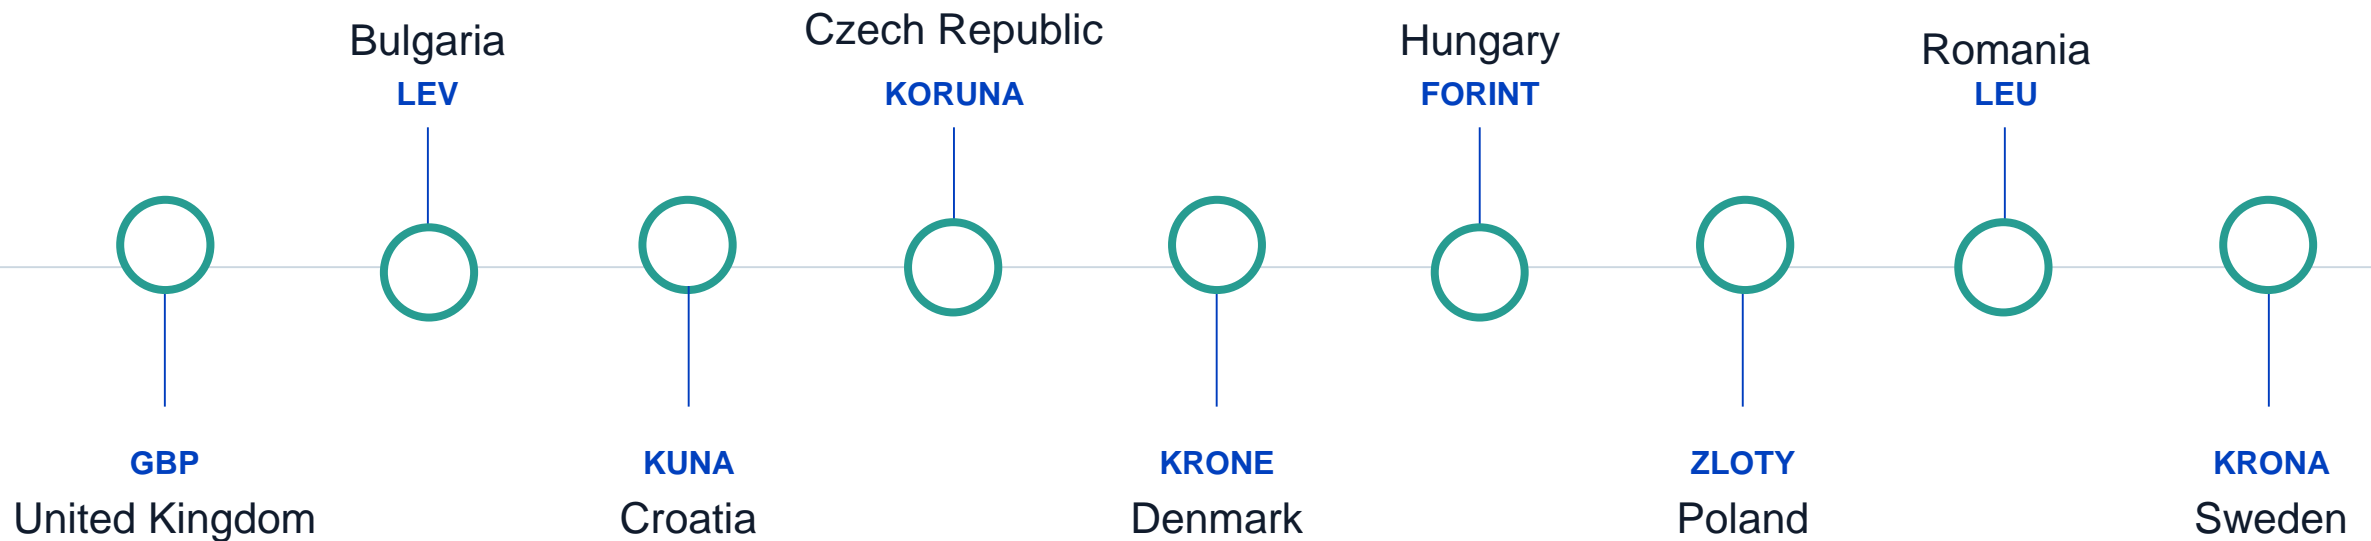 Bulgaria
LEV
Czech Republic
KORUNA
Hungary
FORINT
Romania
LEU
GBP
United Kingdom
KUNA
Croatia
KRONE
Denmark
ZLOTY
Poland
KRONA
Sweden